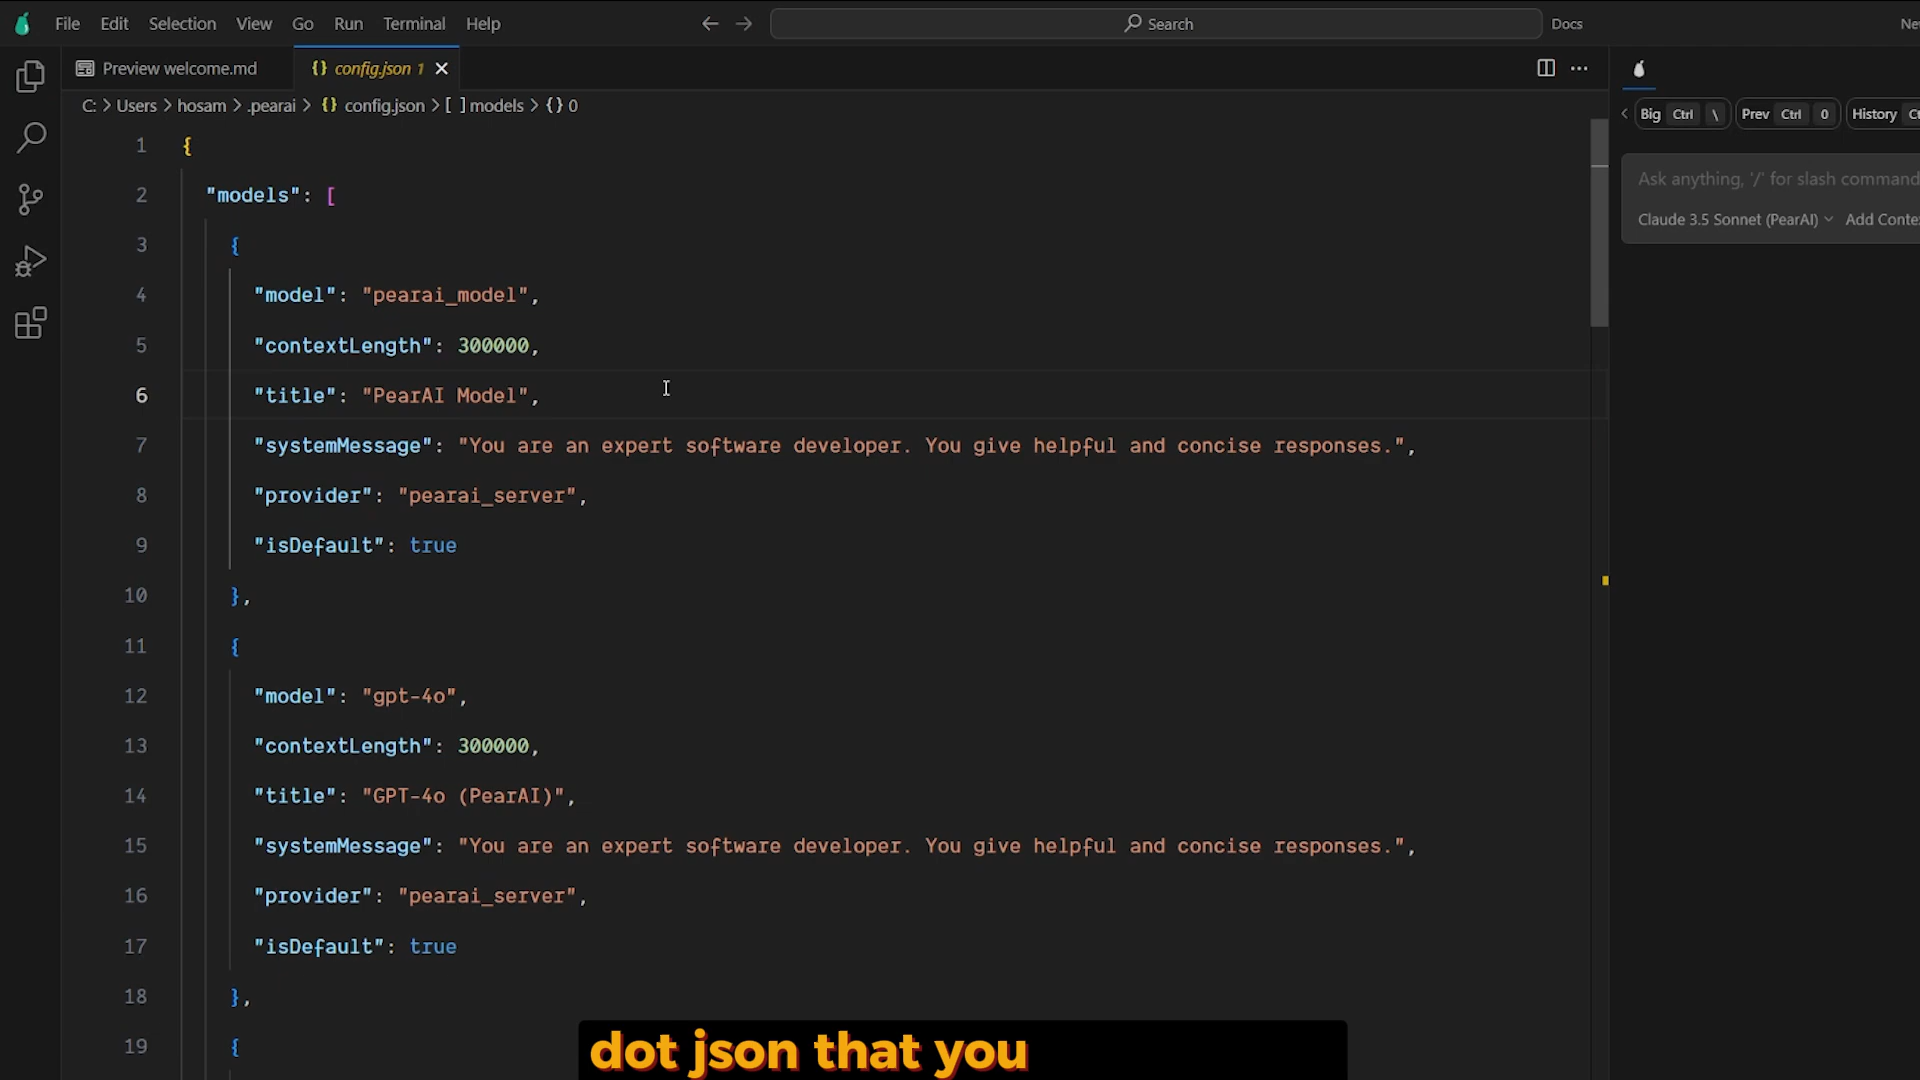 File Edit Selection View Go Run Terminal Help
Search
Docs
Ne
Preview welcome.md
{} config.json 1
C: > Users > hosam > .pearai > {} config.json > [ ] models > {} 0
Big Ctrl \ Prev Ctrl 0 History Ct
Ask anything, '/' for slash command
Claude 3.5 Sonnet (PearAI) Add Conte
1 {
2 "models": [
3 {
4 "model": "pearai_model",
5 "contextLength": 300000,
6 "title": "PearAI Model",
7 "systemMessage": "You are an expert software developer. You give helpful and concise responses.",
8 "provider": "pearai_server",
9 "isDefault": true
10 },
11 {
12 "model": "gpt-4o",
13 "contextLength": 300000,
14 "title": "GPT-4o (PearAI)",
15 "systemMessage": "You are an expert software developer. You give helpful and concise responses.",
16 "provider": "pearai_server",
17 "isDefault": true
18 },
19 {
dot json that you